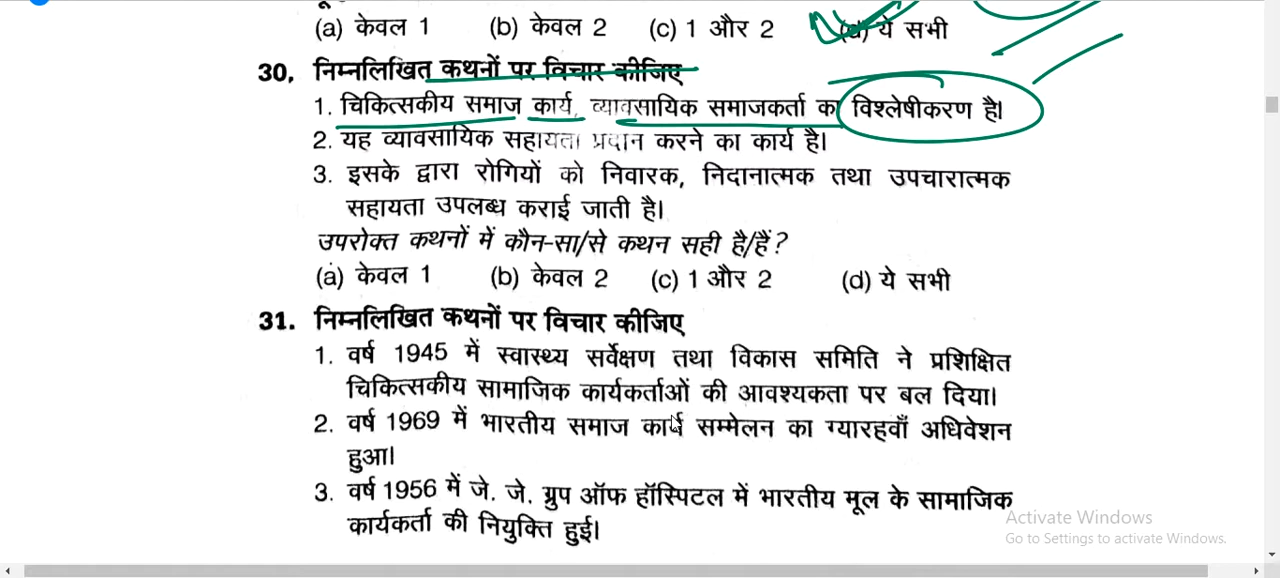 (a) केवल 1 (b) केवल 2 (c) 1 और 2 (d) ये सभी
30. निम्नलिखित कथनों पर विचार कीजिए
1. चिकित्सकीय समाज कार्य, व्यावसायिक समाजकर्ता का विश्लेषीकरण है।
2. यह व्यावसायिक सहायता प्रदान करने का कार्य है।
3. इसके द्वारा रोगियों को निवारक, निदानात्मक तथा उपचारात्मक
सहायता उपलब्ध कराई जाती है।
उपरोक्त कथनों में कौन-सा/से कथन सही है/हैं?
(a) केवल 1 (b) केवल 2 (c) 1 और 2 (d) ये सभी
31. निम्नलिखित कथनों पर विचार कीजिए
1. वर्ष 1945 में स्वास्थ्य सर्वेक्षण तथा विकास समिति ने प्रशिक्षित
चिकित्सकीय सामाजिक कार्यकर्ताओं की आवश्यकता पर बल दिया।
2. वर्ष 1969 में भारतीय समाज कार्य सम्मेलन का ग्यारहवाँ अधिवेशन
हुआ।
3. वर्ष 1956 में जे. जे. ग्रुप ऑफ हॉस्पिटल में भारतीय मूल के सामाजिक
कार्यकर्ता की नियुक्ति हुई।
Activate Windows
Go to Settings to activate Windows.